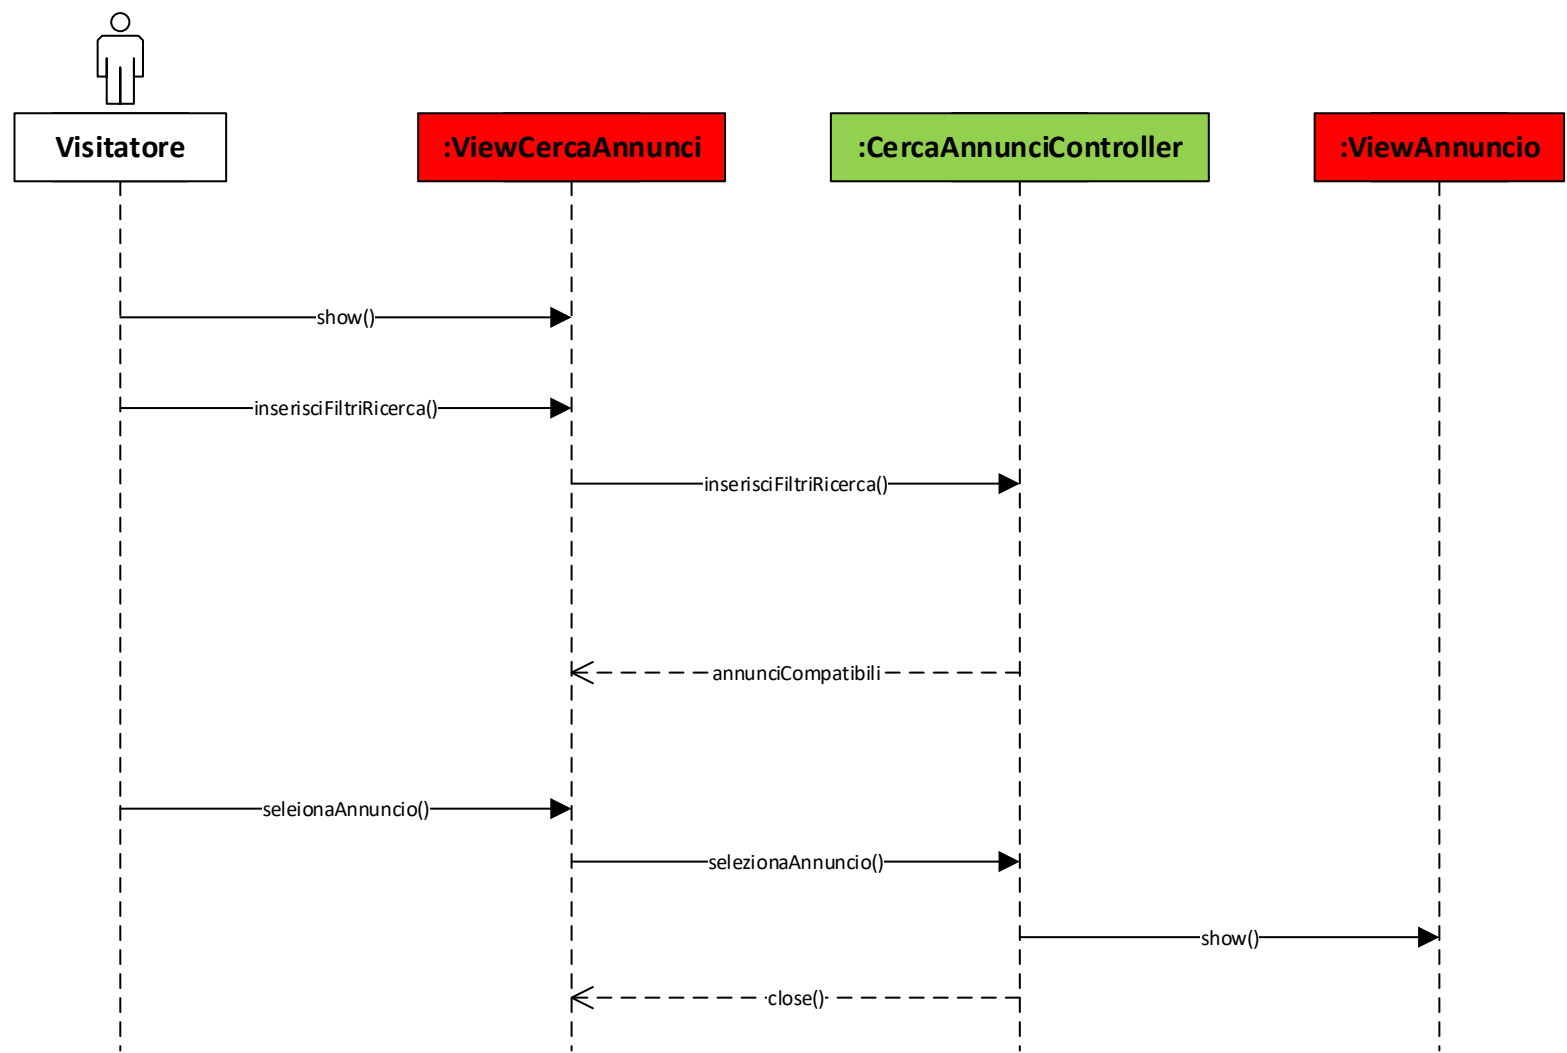 Visitatore
:ViewCercaAnnunci
:CercaAnnunciController
:ViewAnnuncio
show()
inserisciFiltriRicerca()
inserisciFiltriRicerca()
annunciCompatibili
seleionaAnnuncio()
selezionaAnnuncio()
show()
close()